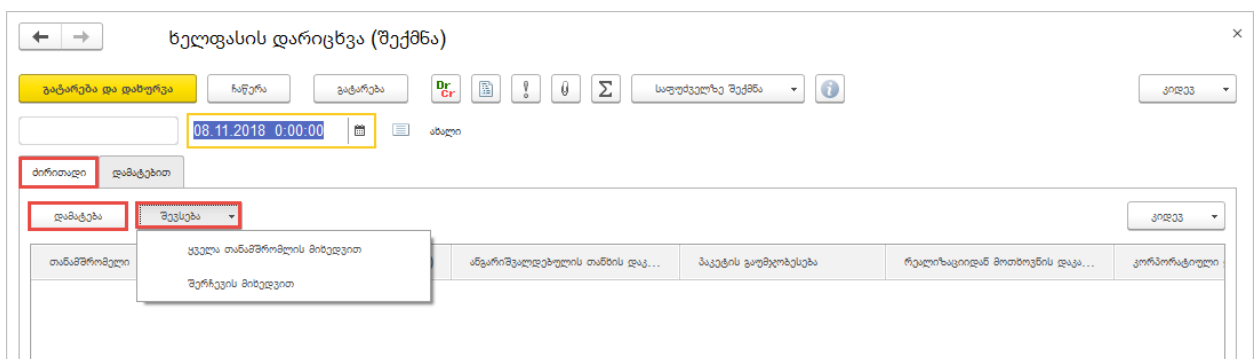 ხელფასის დარიცხვა (შექმნა)
გატარება და დახურვა ჩაწერა გატარება Dr Cr საფუძველზე შექმნა კიდევ
08.11.2018 0:00:00 ახალი
ძირითადი დამატებით
დამატება შევსება კიდევ
ყველა თანამშრომლის მიხედვით
შერჩევის მიხედვით
თანამშრომელი ანგარიშვალდებულის თანხის დაკ... პაკეტის გაუმჯობესება რეალიზაციიდან მოთხოვნის დაკა... კორპორატიული